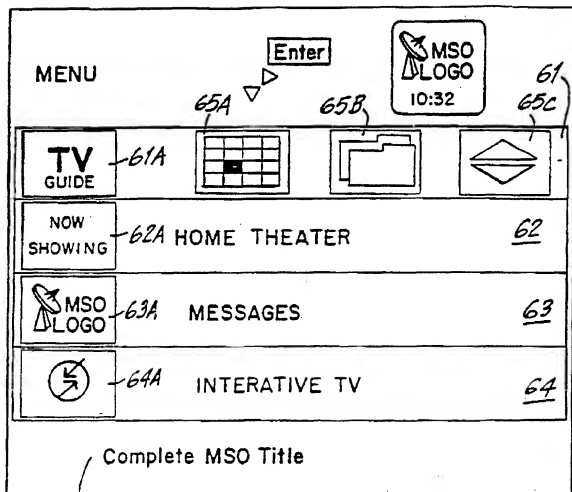 Enter
MENU
MSO
LOGO
10:32
61
65A
65B
65c
TV
GUIDE
61A
NOW
SHOWING
62A
HOME THEATER
62
MSO
LOGO
63A
MESSAGES
63
64A
INTERATIVE TV
64
Complete MSO Title